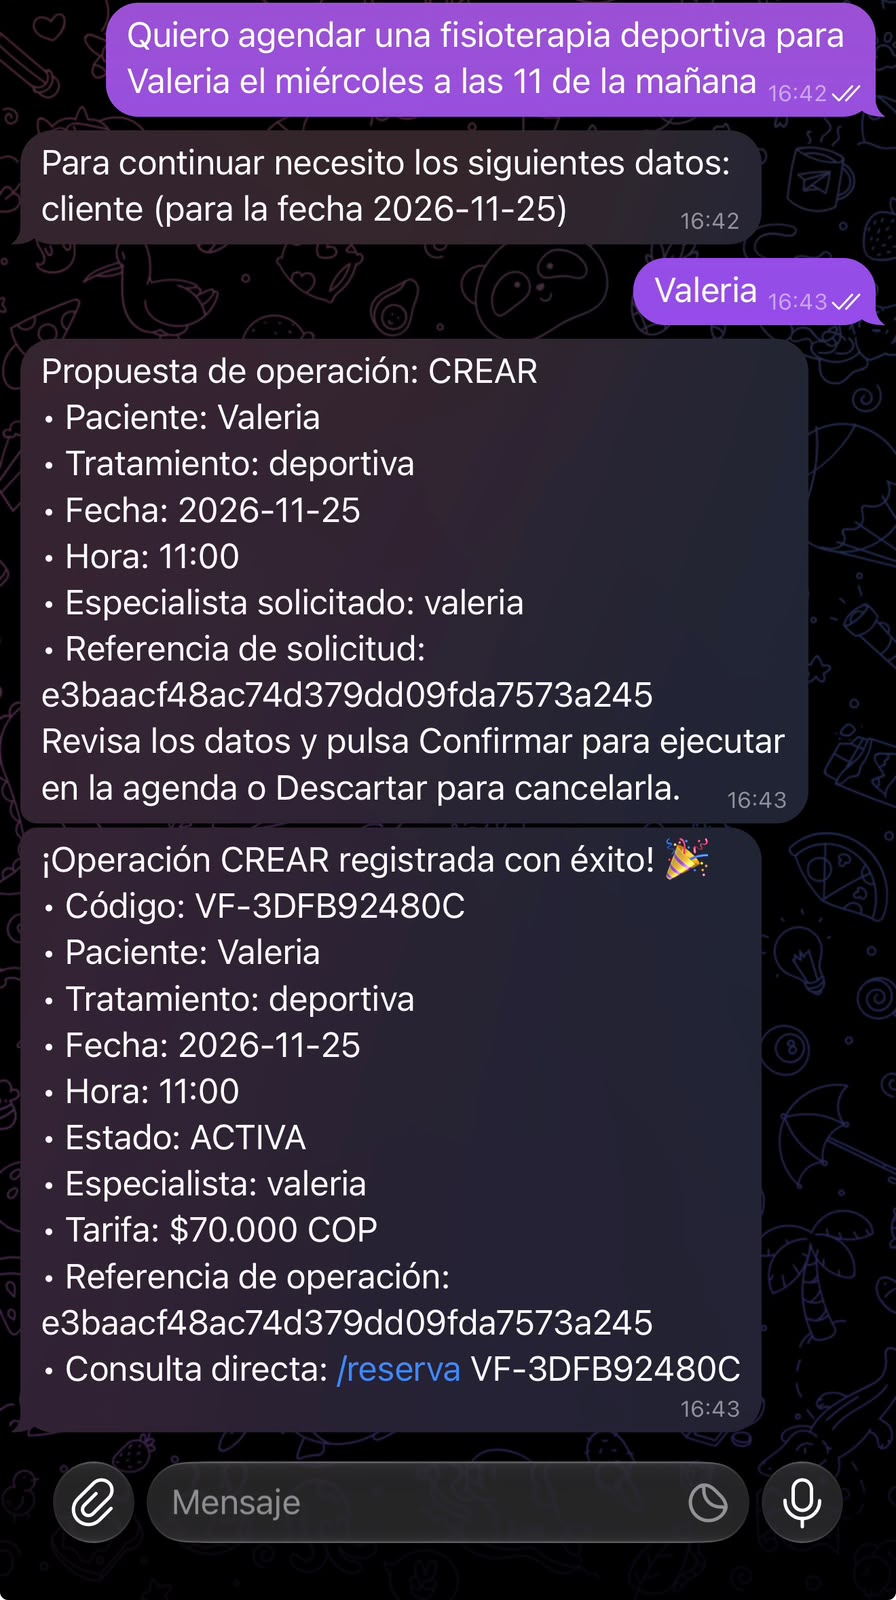 Quiero agendar una fisioterapia deportiva para
Valeria el miércoles a las 11 de la mañana 16:42
Para continuar necesito los siguientes datos:
cliente (para la fecha 2026-11-25) 16:42
Valeria 16:43
Propuesta de operación: CREAR
• Paciente: Valeria
• Tratamiento: deportiva
• Fecha: 2026-11-25
• Hora: 11:00
• Especialista solicitado: valeria
• Referencia de solicitud:
e3baacf48ac74d379dd09fda7573a245
Revisa los datos y pulsa Confirmar para ejecutar
en la agenda o Descartar para cancelarla. 16:43
¡Operación CREAR registrada con éxito! 🎉
• Código: VF-3DFB92480C
• Paciente: Valeria
• Tratamiento: deportiva
• Fecha: 2026-11-25
• Hora: 11:00
• Estado: ACTIVA
• Especialista: valeria
• Tarifa: $70.000 COP
• Referencia de operación:
e3baacf48ac74d379dd09fda7573a245
• Consulta directa: /reserva VF-3DFB92480C
16:43
Mensaje